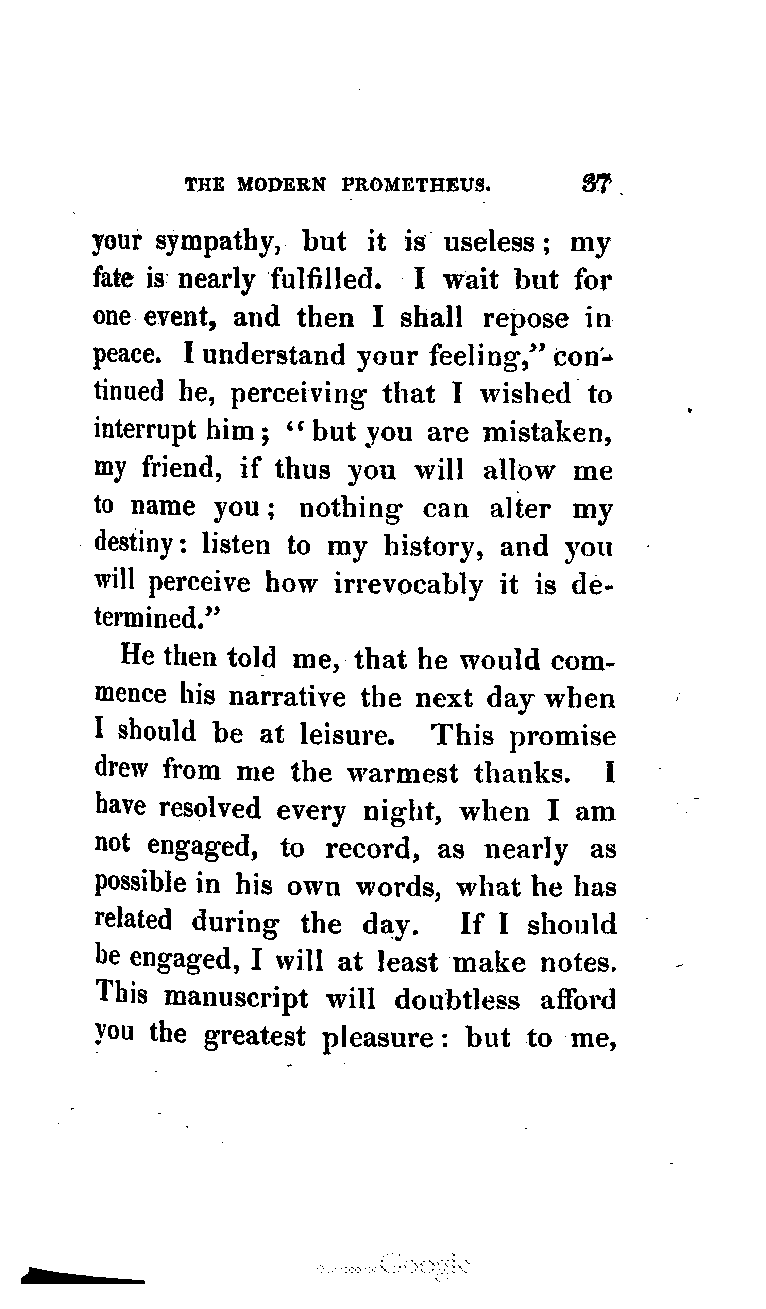 THE MODERN PROMETHEUS. 37
your sympathy, but it is useless; my
fate is nearly fulfilled. I wait but for
one event, and then I shall repose in
peace. I understand your feeling,” con-
tinued he, perceiving that I wished to
interrupt him; “but you are mistaken,
my friend, if thus you will allow me
to name you; nothing can alter my
destiny: listen to my history, and you
will perceive how irrevocably it is de-
termined.”
He then told me, that he would com-
mence his narrative the next day when
I should be at leisure. This promise
drew from me the warmest thanks. I
have resolved every night, when I am
not engaged, to record, as nearly as
possible in his own words, what he has
related during the day. If I should
be engaged, I will at least make notes.
This manuscript will doubtless afford
you the greatest pleasure: but to me,
Google